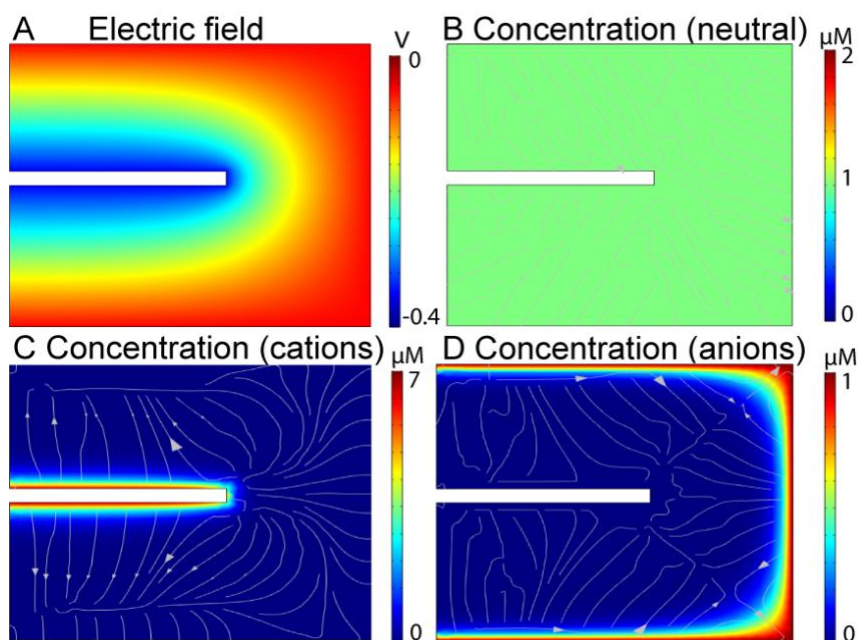 A Electric field
V
0
-0.4
B Concentration (neutral)
μM
2
1
0
C Concentration (cations)
μM
7
0
D Concentration (anions)
μM
1
0